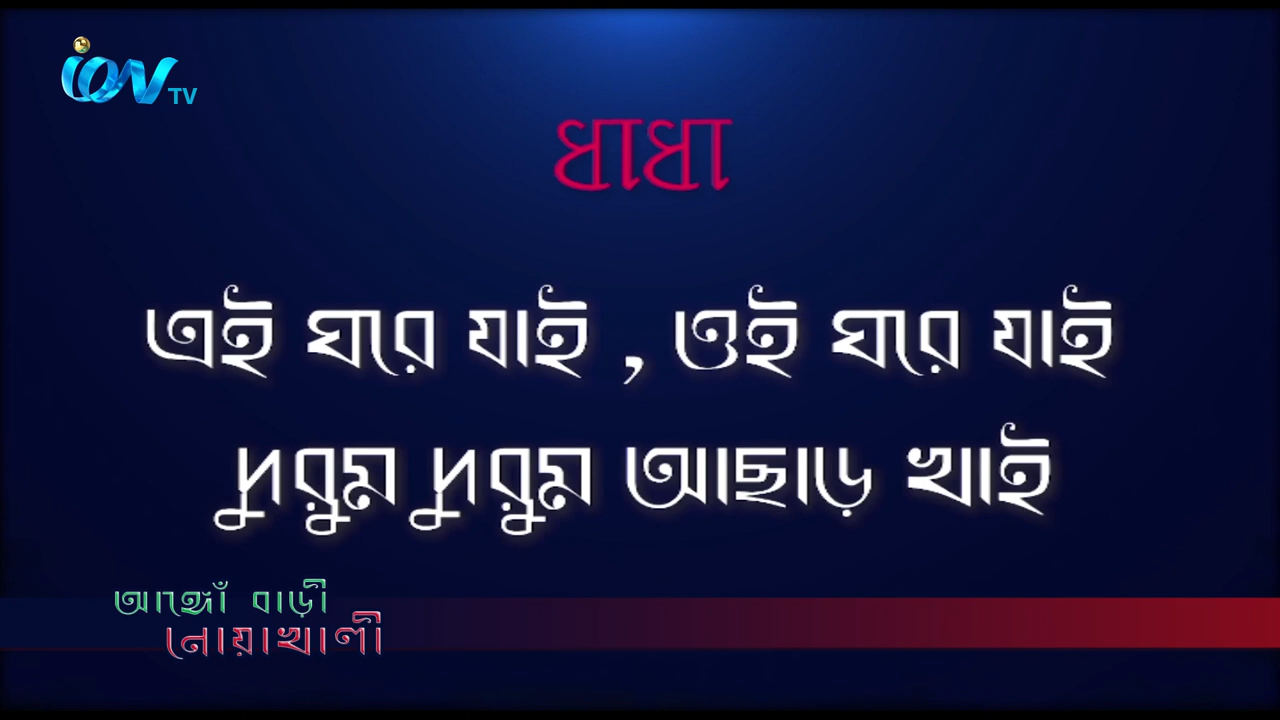 iON TV
ধাধা
এই ঘরে যাই , ওই ঘরে যাই
দুরুম দুরুম আছাড় খাই
আঙ্গোঁ বাড়ী
নোয়াখালী